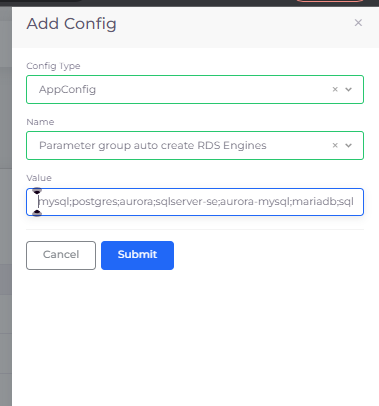 Add Config
×
Config Type
AppConfig ×
Name
Parameter group auto create RDS Engines ×
Value
mysql;postgres;aurora;sqlserver-se;aurora-mysql;mariadb;sql
Cancel Submit